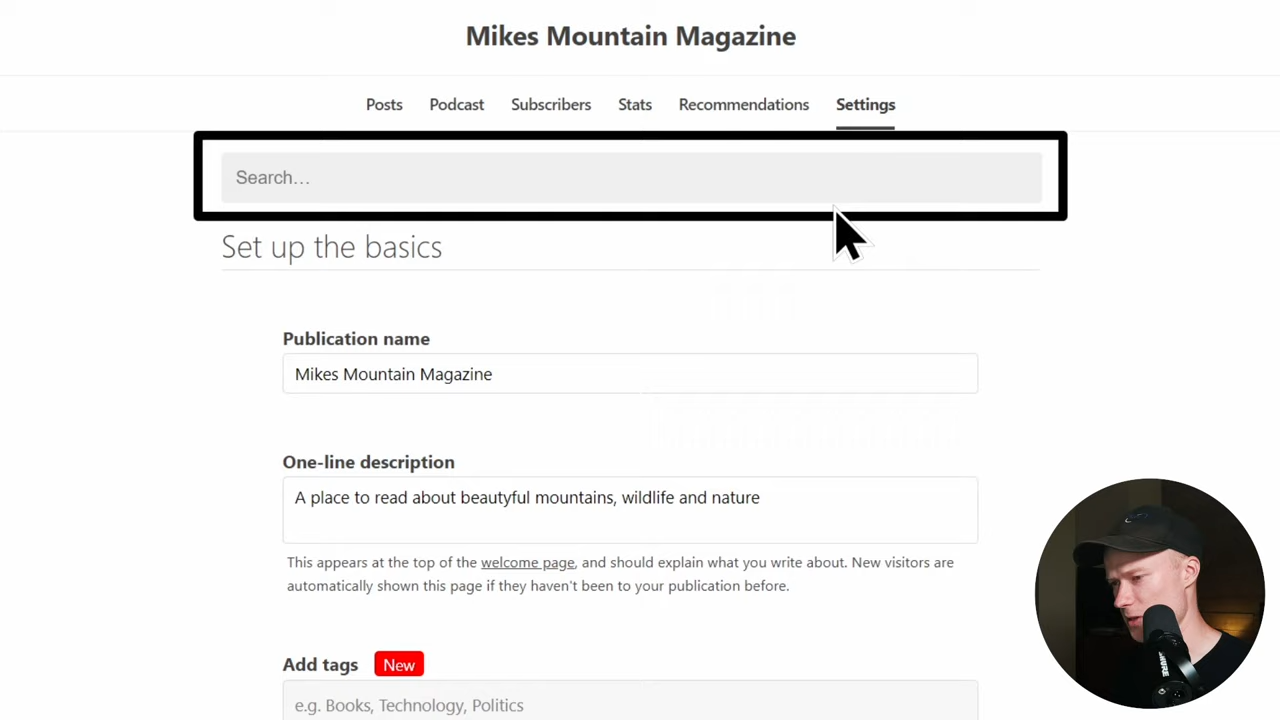 Mikes Mountain Magazine
Posts Podcast Subscribers Stats Recommendations Settings
Search...
Set up the basics
Publication name
Mikes Mountain Magazine
One-line description
A place to read about beautyful mountains, wildlife and nature
This appears at the top of the welcome page, and should explain what you write about. New visitors are
automatically shown this page if they haven't been to your publication before.
Add tags New
e.g. Books, Technology, Politics
SHURE